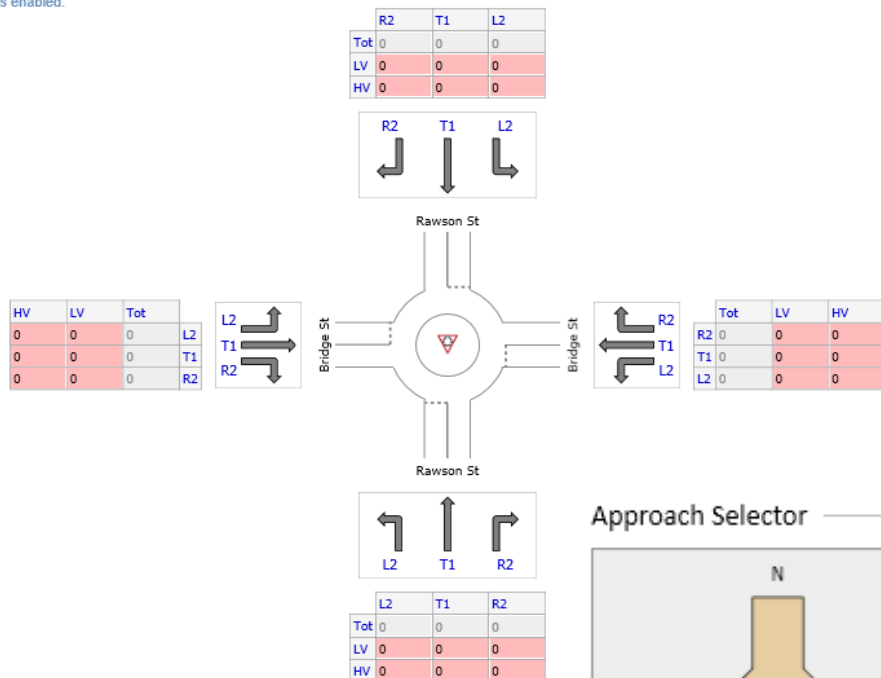 s enabled.
R2 T1 L2
Tot 0 0 0
LV 0 0 0
HV 0 0 0
R2 T1 L2
Rawson St
HV LV Tot
0 0 0 L2
0 0 0 T1
0 0 0 R2
L2
T1
R2
Bridge St
Bridge St
R2
T1
L2
Tot LV HV
R2 0 0 0
T1 0 0 0
L2 0 0 0
Rawson St
L2 T1 R2
L2 T1 R2
Tot 0 0 0
LV 0 0 0
HV 0 0 0
Approach Selector
N